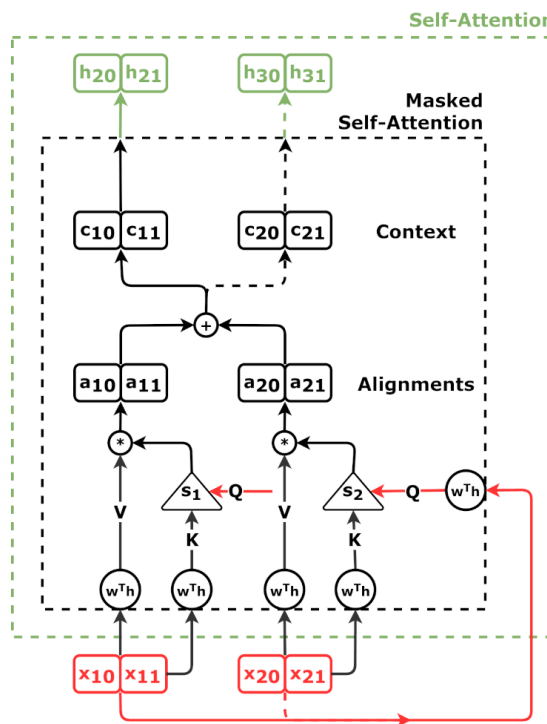 Self-Attention
h20 h21 h30 h31
Masked
Self-Attention
c10 c11 c20 c21 Context
+
a10 a11 a20 a21 Alignments
* *
s1 Q s2 Q wTh
V V
K K
wTh wTh wTh wTh
x10 x11 x20 x21